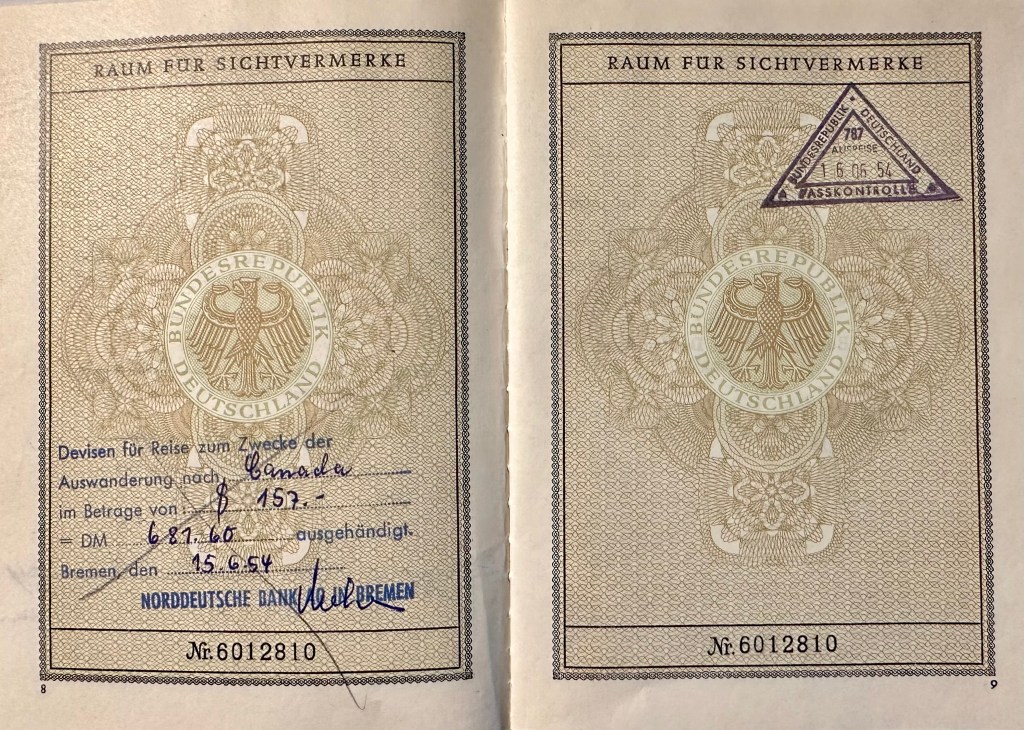 RAUM FÜR SICHTVERMERKE
BUNDESREPUBLIK
DEUTSCHLAND
Devisen für Reise zum Zwecke der
Auswanderung nach Canada
im Betrage von $ 157.-
= DM 681.60 ausgehändigt.
Bremen, den 15.6.54
NORDDEUTSCHE BANK IN BREMEN
Nr. 6012810
8
RAUM FÜR SICHTVERMERKE
BUNDESREPUBLIK DEUTSCHLAND
787
AUSREISE
16 06 54
PASSKONTROLLE
BUNDESREPUBLIK
DEUTSCHLAND
Nr. 6012810
9